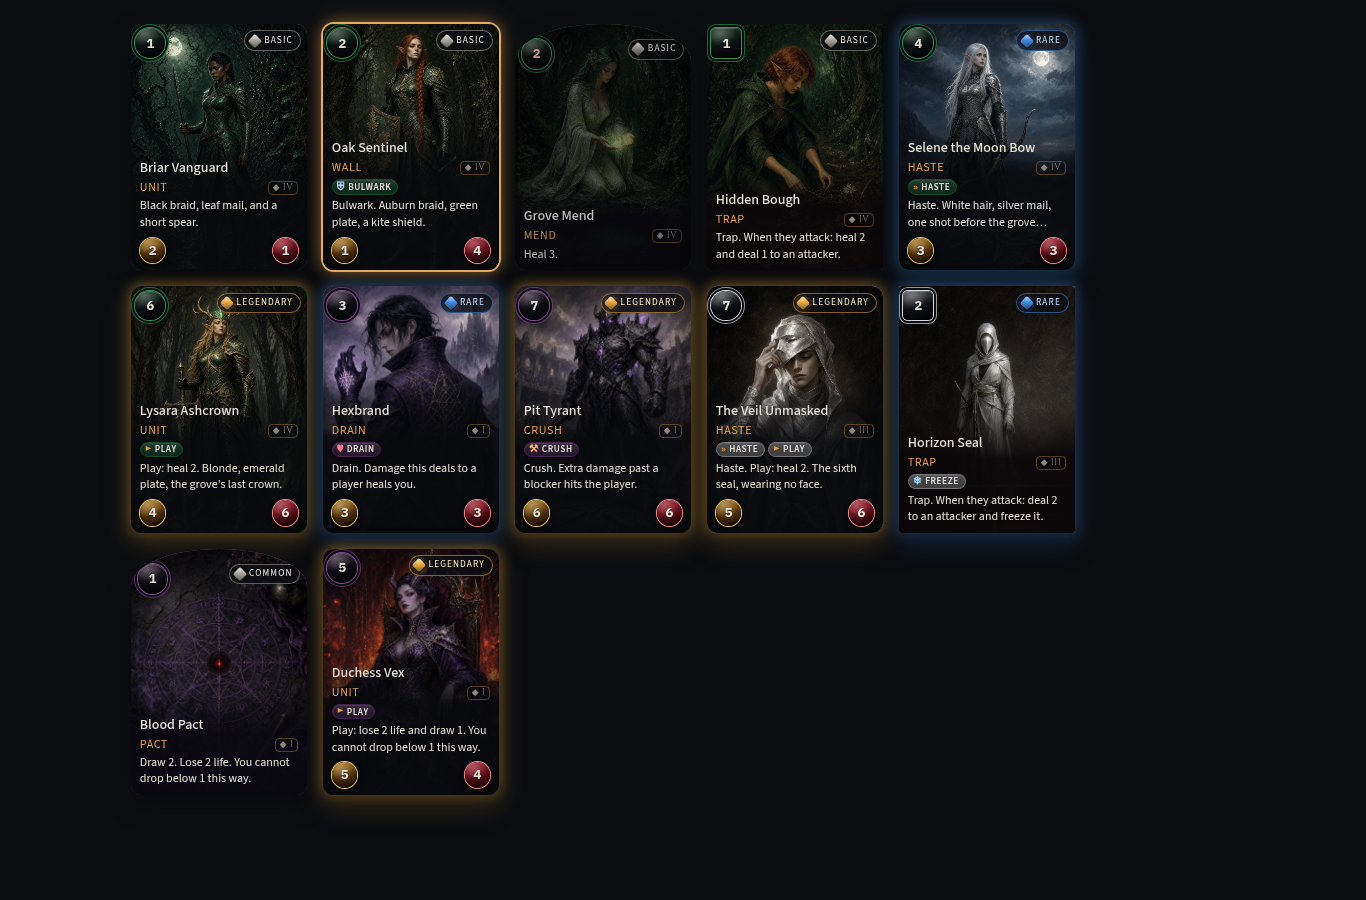 1 BASIC
Briar Vanguard
UNIT ◆ IV
Black braid, leaf mail, and a
short spear.
2 1
2 BASIC
Oak Sentinel
WALL ◆ IV
BULWARK
Bulwark. Auburn braid, green
plate, a kite shield.
1 4
2 BASIC
Grove Mend
MEND ◆ IV
Heal 3.
1 BASIC
Hidden Bough
TRAP ◆ IV
Trap. When they attack: heal 2
and deal 1 to an attacker.
4 RARE
Selene the Moon Bow
HASTE ◆ IV
» HASTE
Haste. White hair, silver mail,
one shot before the grove…
3 3
6 LEGENDARY
Lysara Ashcrown
UNIT ◆ IV
PLAY
Play: heal 2. Blonde, emerald
plate, the grove's last crown.
4 6
3 RARE
Hexbrand
DRAIN ◆ I
DRAIN
Drain. Damage this deals to a
player heals you.
3 3
7 LEGENDARY
Pit Tyrant
CRUSH ◆ I
CRUSH
Crush. Extra damage past a
blocker hits the player.
6 6
7 LEGENDARY
The Veil Unmasked
HASTE ◆ III
» HASTE PLAY
Haste. Play: heal 2. The sixth
seal, wearing no face.
5 6
2 RARE
Horizon Seal
TRAP ◆ III
FREEZE
Trap. When they attack: deal 2
to an attacker and freeze it.
1 COMMON
Blood Pact
PACT ◆ I
Draw 2. Lose 2 life. You cannot
drop below 1 this way.
5 LEGENDARY
Duchess Vex
UNIT ◆ I
PLAY
Play: lose 2 life and draw 1. You
cannot drop below 1 this way.
5 4